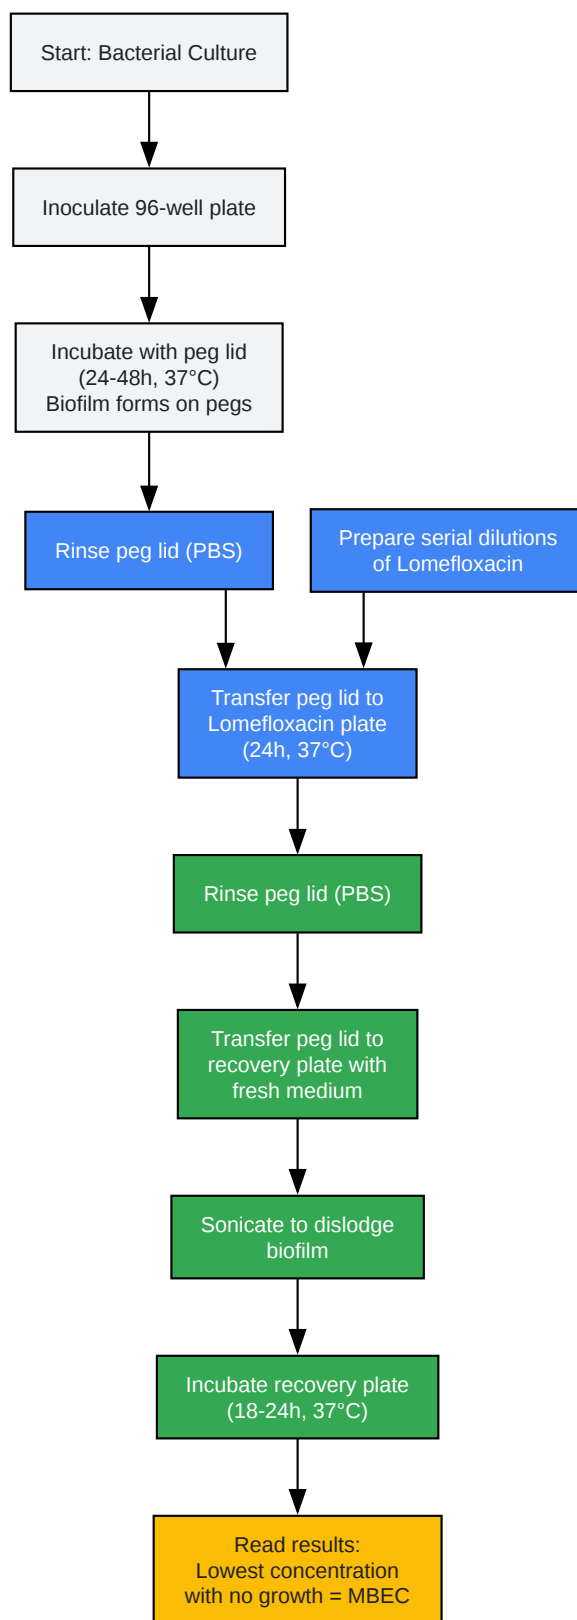 Start: Bacterial Culture
Inoculate 96-well plate
Incubate with peg lid
(24-48h, 37°C)
Biofilm forms on pegs
Rinse peg lid (PBS)
Prepare serial dilutions
of Lomefloxacin
Transfer peg lid to
Lomefloxacin plate
(24h, 37°C)
Rinse peg lid (PBS)
Transfer peg lid to
recovery plate with
fresh medium
Sonicate to dislodge
biofilm
Incubate recovery plate
(18-24h, 37°C)
Read results:
Lowest concentration
with no growth = MBEC